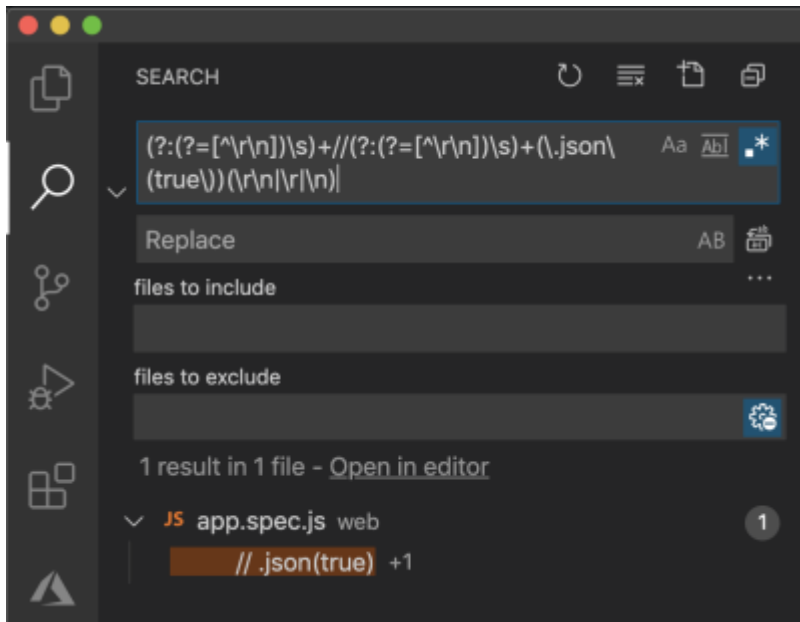 SEARCH
(?:(?=[^\r\n])\s)+//(?:(?=[^\r\n])\s)+(\.json\
(true\))(\r\n|\r|\n)
Aa Abl .*
Replace AB
...
files to include
files to exclude
1 result in 1 file - Open in editor
JS app.spec.js web 1
// .json(true) +1